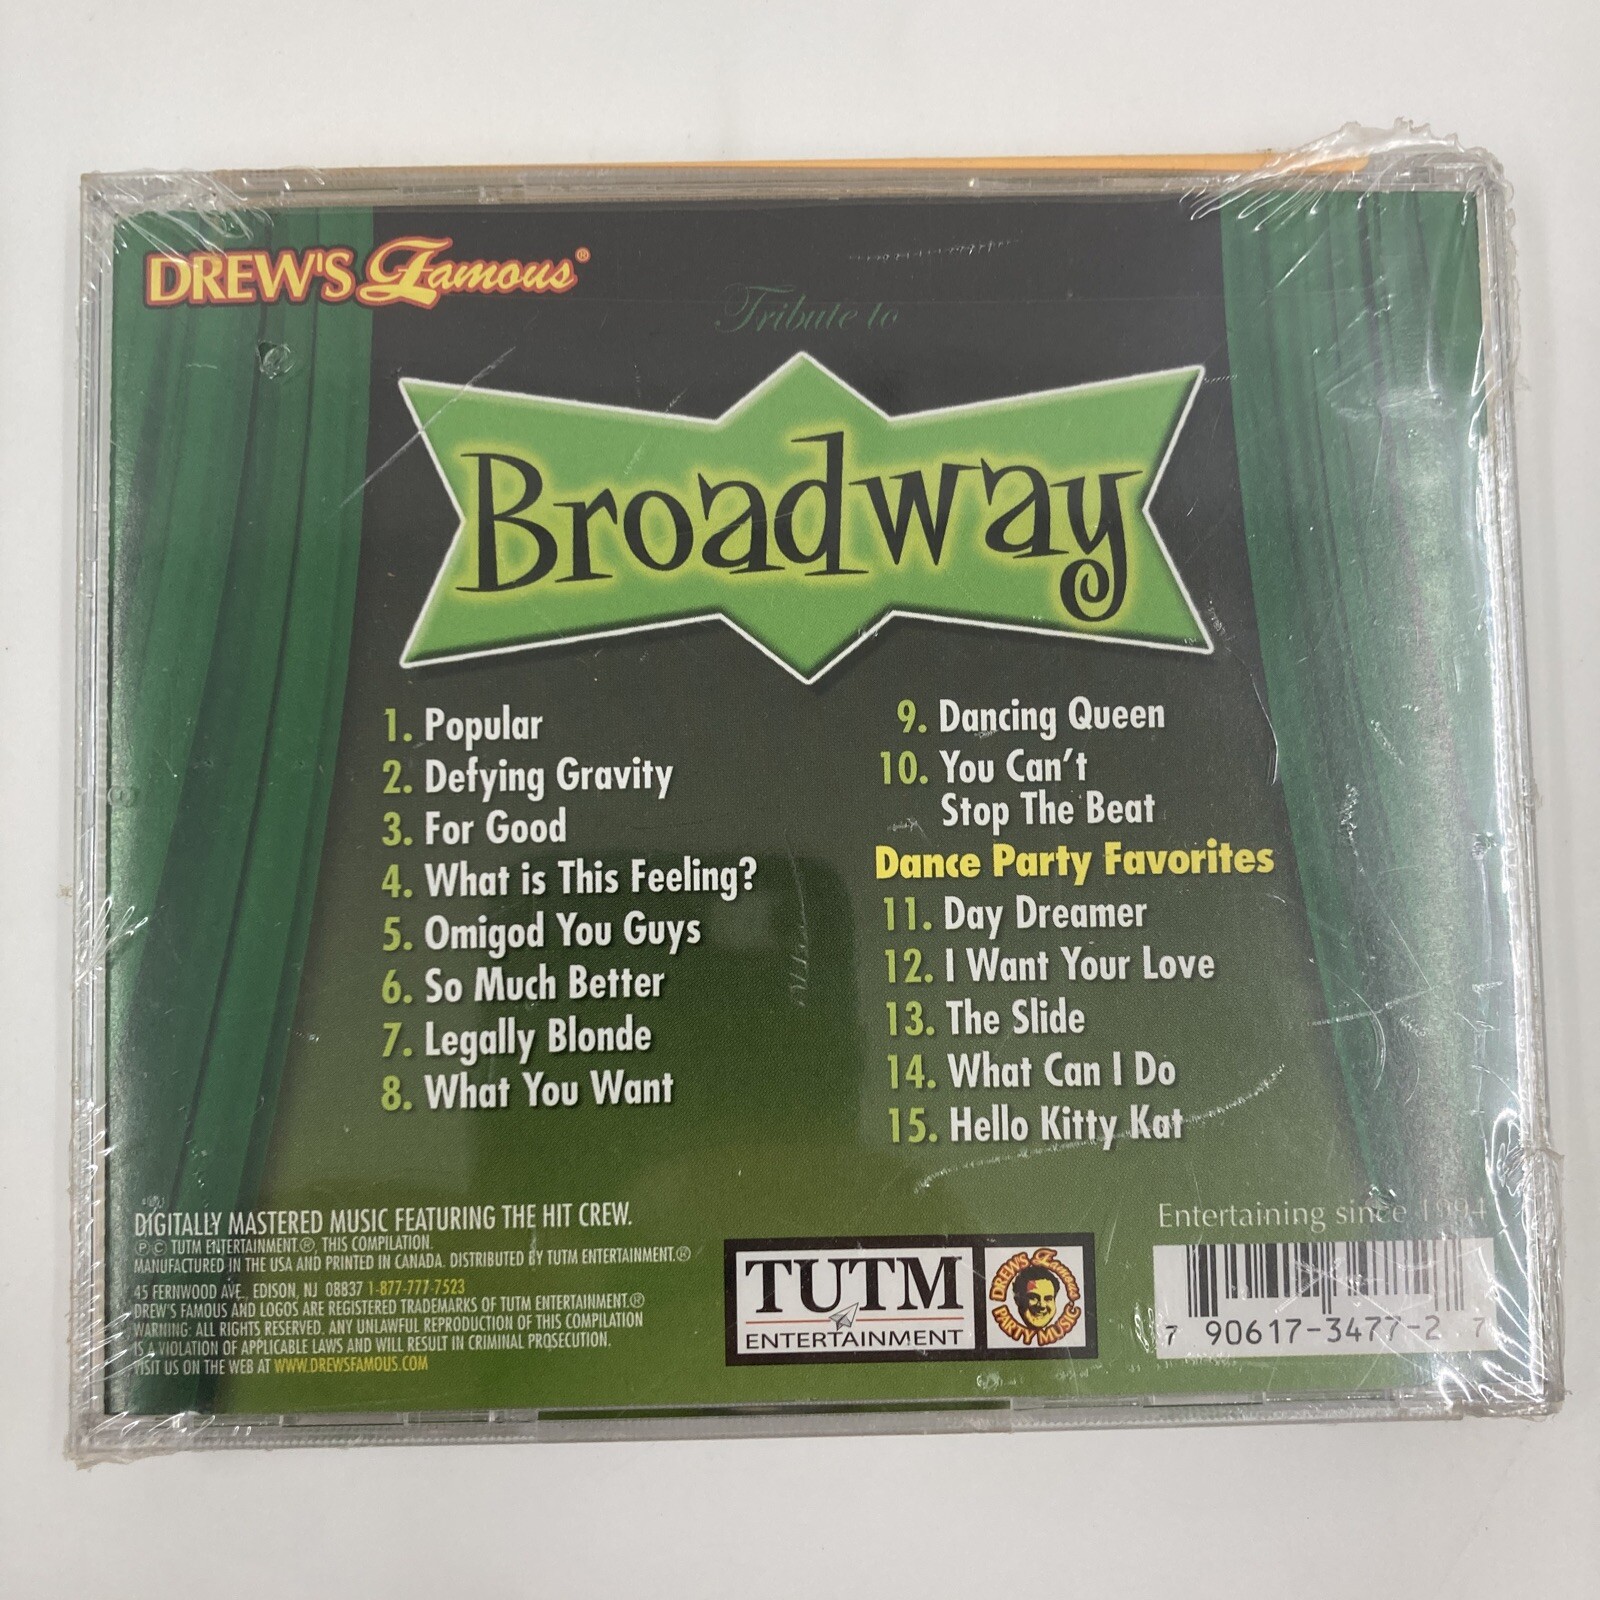 DREW'S Famous®
Tribute to
Broadway
1. Popular
2. Defying Gravity
3. For Good
4. What is This Feeling?
5. Omigod You Guys
6. So Much Better
7. Legally Blonde
8. What You Want
9. Dancing Queen
10. You Can't
Stop The Beat
Dance Party Favorites
11. Day Dreamer
12. I Want Your Love
13. The Slide
14. What Can I Do
15. Hello Kitty Kat
DIGITALLY MASTERED MUSIC FEATURING THE HIT CREW.
℗ © TUTM ENTERTAINMENT.®, THIS COMPILATION.
MANUFACTURED IN THE USA AND PRINTED IN CANADA. DISTRIBUTED BY TUTM ENTERTAINMENT.®
45 FERNWOOD AVE., EDISON, NJ 08837 1-877-777-7523
DREW'S FAMOUS AND LOGOS ARE REGISTERED TRADEMARKS OF TUTM ENTERTAINMENT.®
WARNING: ALL RIGHTS RESERVED. ANY UNLAWFUL REPRODUCTION OF THIS COMPILATION
IS A VIOLATION OF APPLICABLE LAWS AND WILL RESULT IN CRIMINAL PROSECUTION.
VISIT US ON THE WEB AT WWW.DREWSFAMOUS.COM
TUTM
ENTERTAINMENT
DREW'S Famous
PARTY MUSIC
Entertaining since 1994
7 90617-3477-2 7